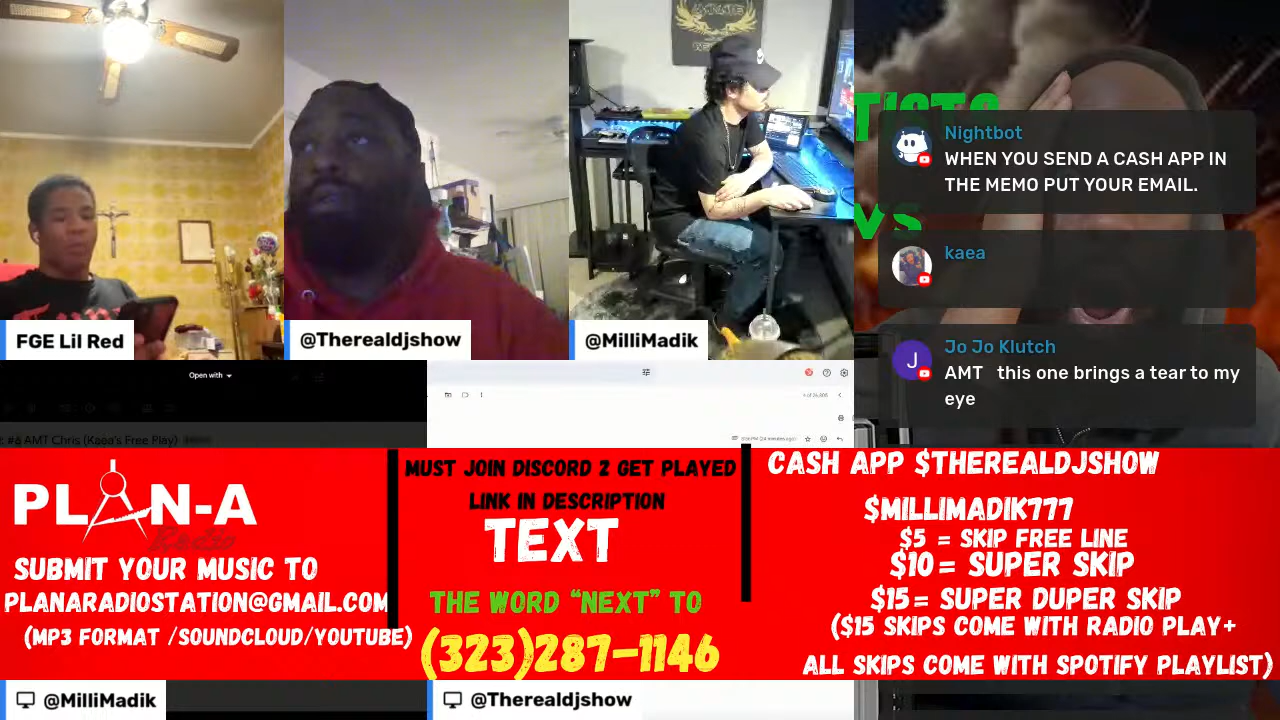 FGE Lil Red
@Therealdjshow
@MilliMadik
Nightbot
WHEN YOU SEND A CASH APP IN
THE MEMO PUT YOUR EMAIL.
kaea
Jo Jo Klutch
AMT this one brings a tear to my
eye
Open with
#6 AMT Chris (Kaea's Free Play)
PLAN-A
Radio
SUBMIT YOUR MUSIC TO
PLANARADIOSTATION@GMAIL.COM
(MP3 FORMAT /SOUNDCLOUD/YOUTUBE)
MUST JOIN DISCORD 2 GET PLAYED
LINK IN DESCRIPTION
TEXT
THE WORD “NEXT” TO
(323)287-1146
CASH APP $THEREALDJSHOW
$MILLIMADIK777
$5 = SKIP FREE LINE
$10 = SUPER SKIP
$15 = SUPER DUPER SKIP
($15 SKIPS COME WITH RADIO PLAY+
ALL SKIPS COME WITH SPOTIFY PLAYLIST)
@MilliMadik
@Therealdjshow